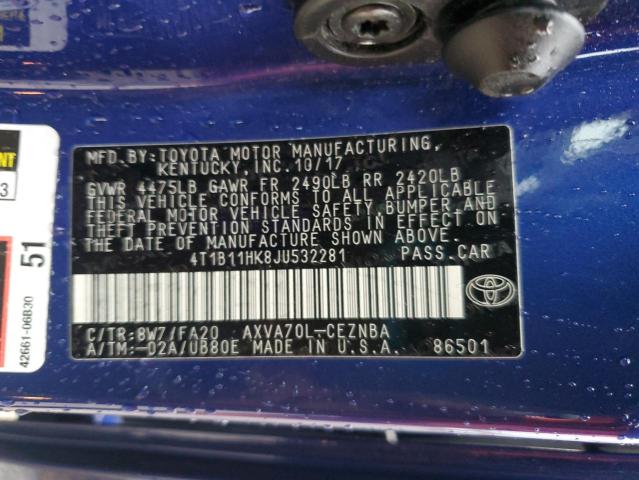 MFD.BY: TOYOTA MOTOR MANUFACTURING,
KENTUCKY, INC. 10/17
GVWR 4475LB GAWR FR 2490LB RR 2420LB
THIS VEHICLE CONFORMS TO ALL APPLICABLE
FEDERAL MOTOR VEHICLE SAFETY, BUMPER AND
THEFT PREVENTION STANDARDS IN EFFECT ON
THE DATE OF MANUFACTURE SHOWN ABOVE.
4T1B11HK8JU532281 PASS.CAR
C/TR:8W7/FA20 AXVA70L-CEZNBA
A/TM:-02A/UB80E MADE IN U.S.A. 86501
51
42661-06B30